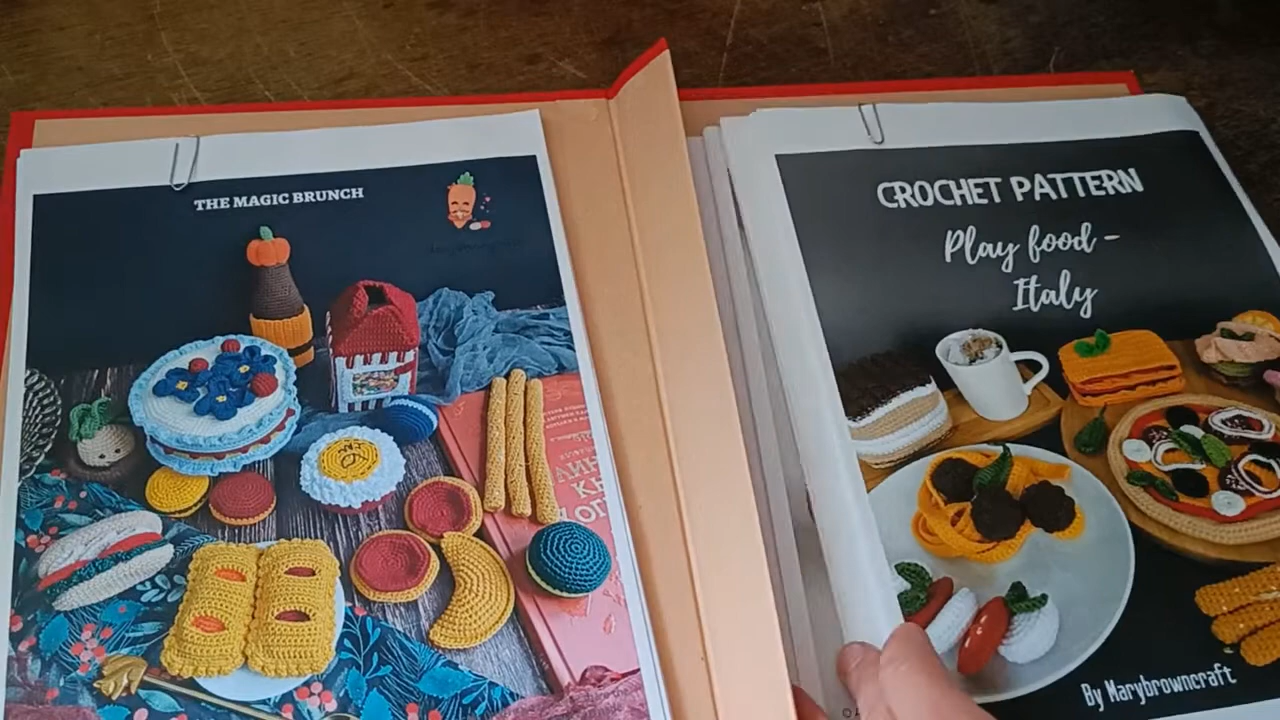 THE MAGIC BRUNCH
CROCHET PATTERN
Play food -
Italy
By Marybrowncraft